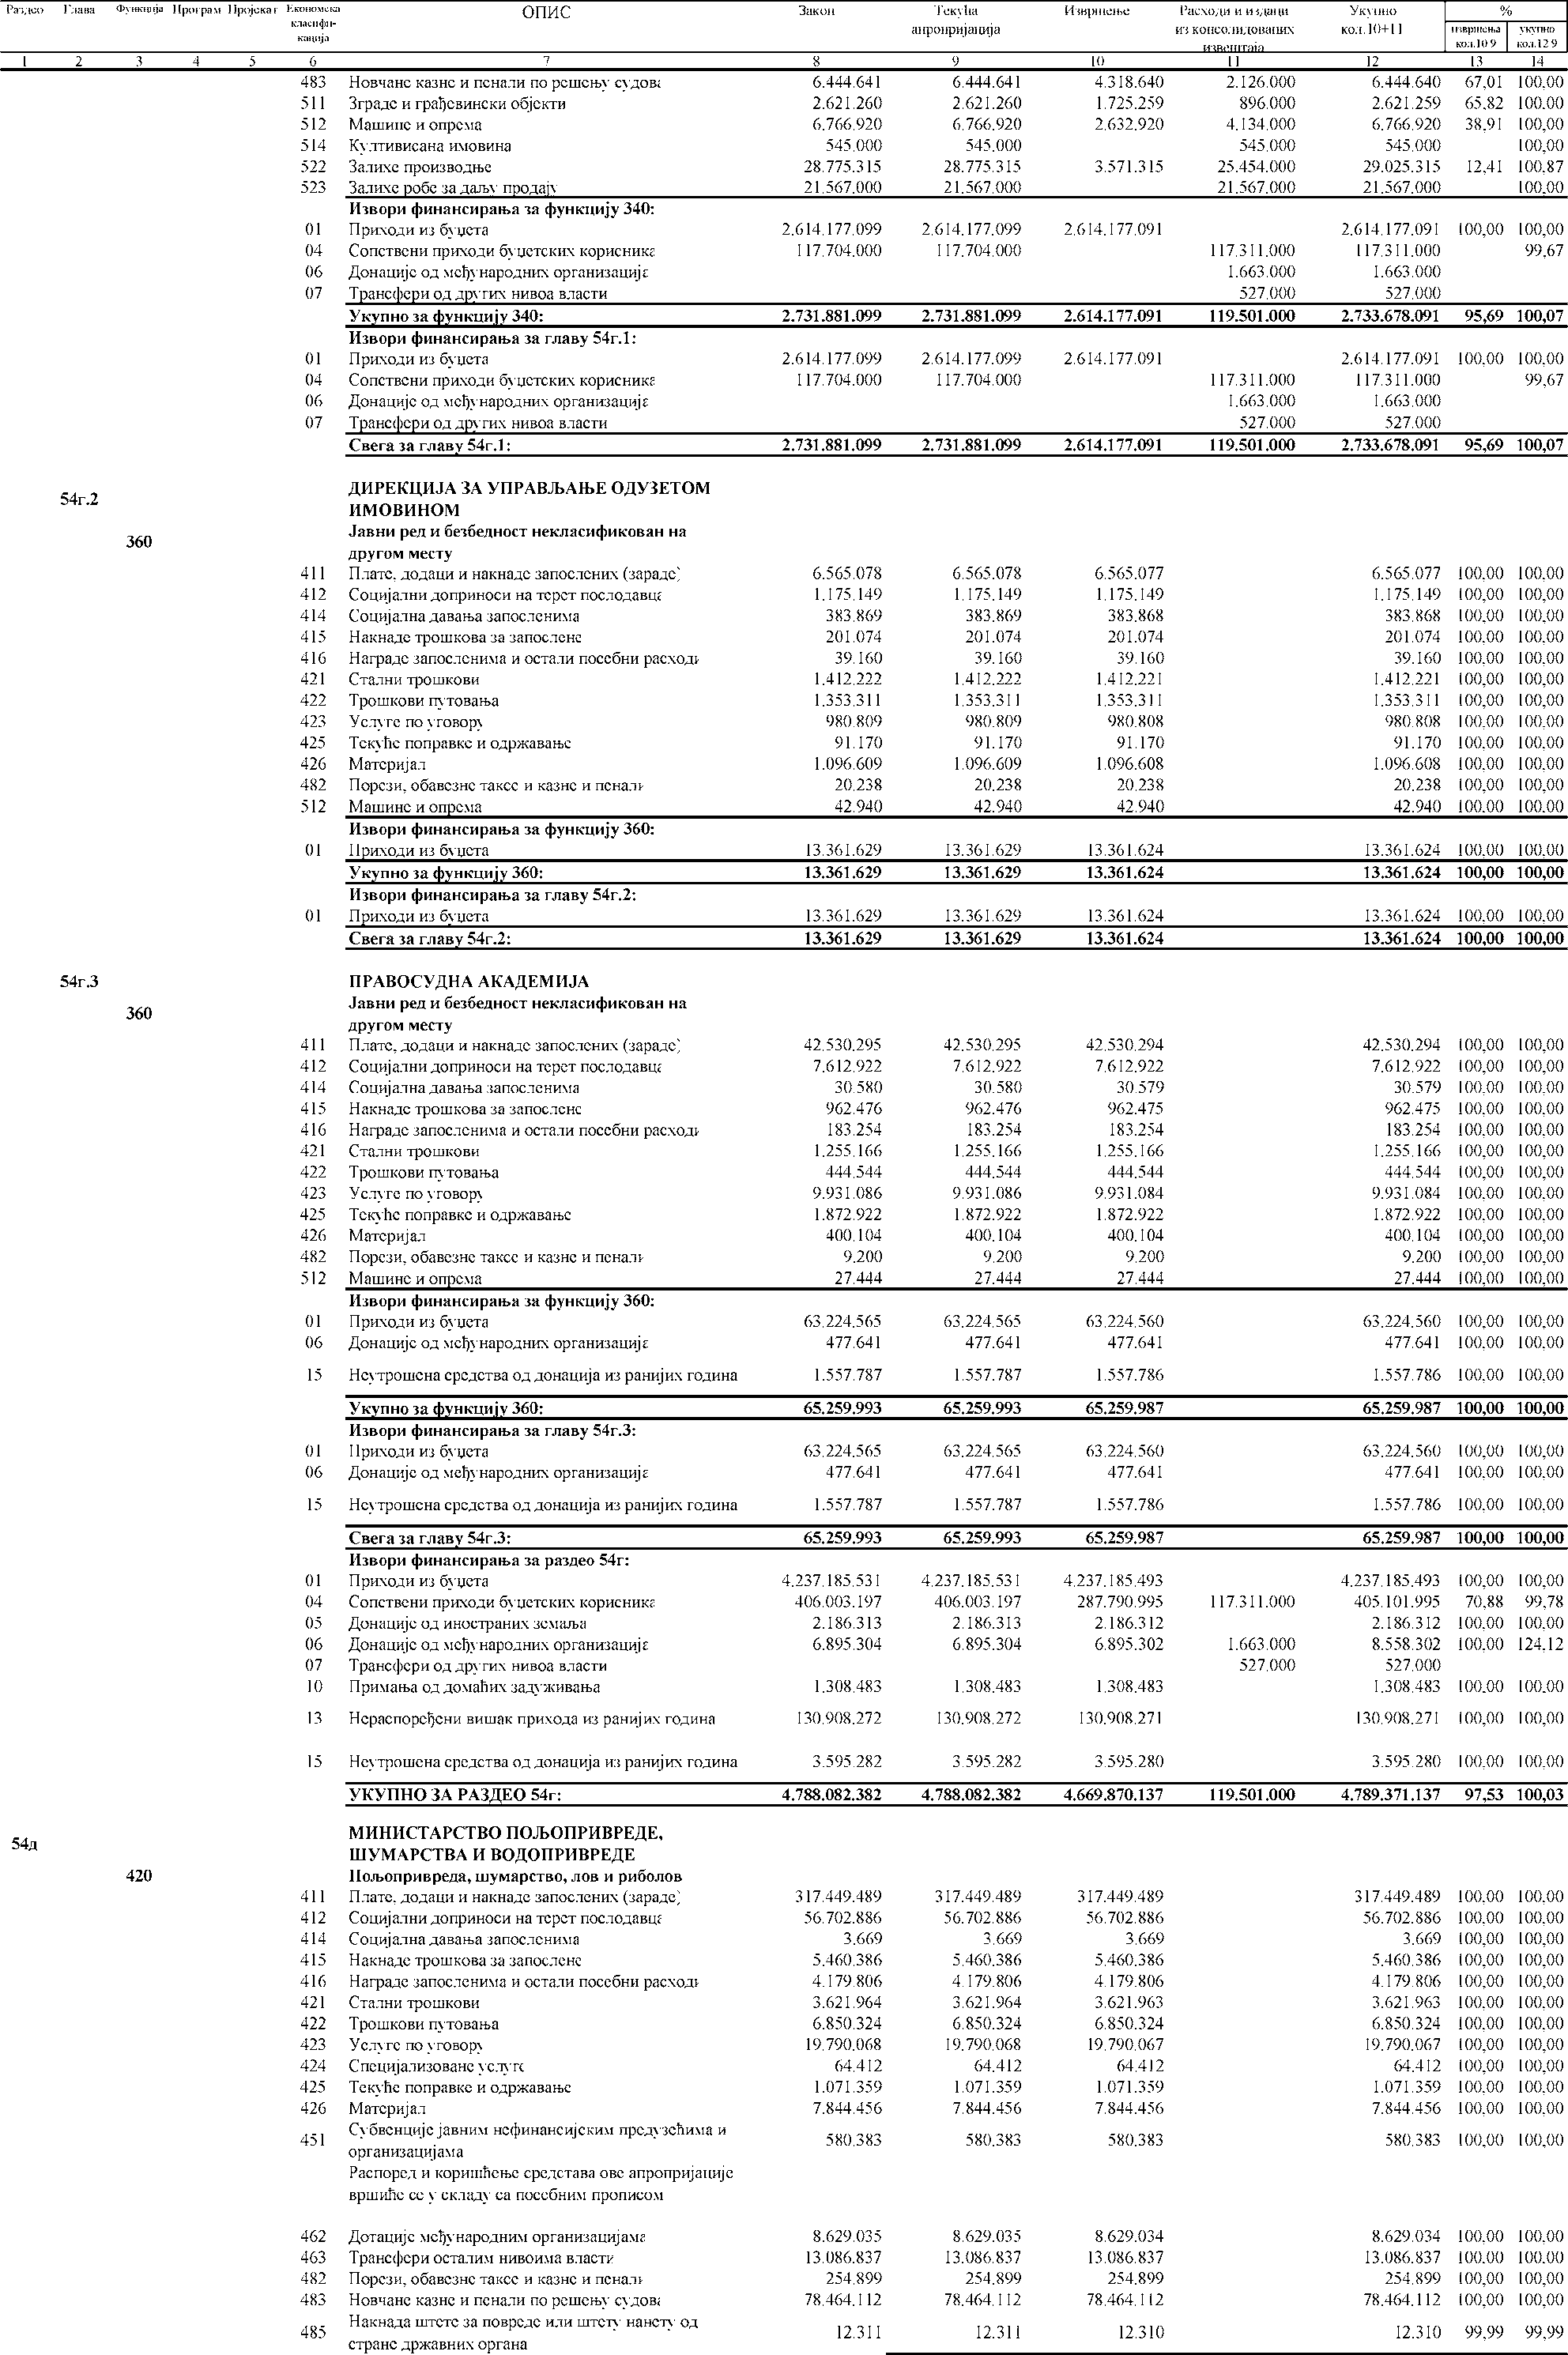 Раздео Глава Функција Програм Пројекат Економска класифи-кација ОПИС Закон Текућа апропријација Извршење Расходи и издаци из консолидованих извештаја Укупно кол.10+11 % извршења кол.10 9 укупно кол.12 9
1 2 3 4 5 6 7 8 9 10 11 12 13 14
483 Новчане казне и пенали по решењу судова 6.444.641 6.444.641 4.318.640 2.126.000 6.444.640 67,01 100,00
511 Зграде и грађевински објекти 2.621.260 2.621.260 1.725.259 896.000 2.621.259 65,82 100,00
512 Машине и опрема 6.766.920 6.766.920 2.632.920 4.134.000 6.766.920 38,91 100,00
514 Култивисана имовина 545.000 545.000 545.000 545.000 100,00
522 Залихе производње 28.775.315 28.775.315 3.571.315 25.454.000 29.025.315 12,41 100,87
523 Залихе робе за даљу продају 21.567.000 21.567.000 21.567.000 21.567.000 100,00
Извори финансирања за функцију 340:
01 Приходи из буџета 2.614.177.099 2.614.177.099 2.614.177.091 2.614.177.091 100,00 100,00
04 Сопствени приходи буџетских корисника 117.704.000 117.704.000 117.311.000 117.311.000 99,67
06 Донације од међународних организација 1.663.000 1.663.000
07 Трансфери од других нивоа власти 527.000 527.000
Укупно за функцију 340: 2.731.881.099 2.731.881.099 2.614.177.091 119.501.000 2.733.678.091 95,69 100,07
Извори финансирања за главу 54г.1:
01 Приходи из буџета 2.614.177.099 2.614.177.099 2.614.177.091 2.614.177.091 100,00 100,00
04 Сопствени приходи буџетских корисника 117.704.000 117.704.000 117.311.000 117.311.000 99,67
06 Донације од међународних организација 1.663.000 1.663.000
07 Трансфери од других нивоа власти 527.000 527.000
Свега за главу 54г.1: 2.731.881.099 2.731.881.099 2.614.177.091 119.501.000 2.733.678.091 95,69 100,07
54г.2 ДИРЕКЦИЈА ЗА УПРАВЉАЊЕ ОДУЗЕТОМ
ИМОВИНОМ
360 Јавни ред и безбедност некласификован на
другом месту
411 Плате, додаци и накнаде запослених (зараде) 6.565.078 6.565.078 6.565.077 6.565.077 100,00 100,00
412 Социјални доприноси на терет послодавца 1.175.149 1.175.149 1.175.149 1.175.149 100,00 100,00
414 Социјална давања запосленима 383.869 383.869 383.868 383.868 100,00 100,00
415 Накнаде трошкова за запослене 201.074 201.074 201.074 201.074 100,00 100,00
416 Награде запосленима и остали посебни расходи 39.160 39.160 39.160 39.160 100,00 100,00
421 Стални трошкови 1.412.222 1.412.222 1.412.221 1.412.221 100,00 100,00
422 Трошкови путовања 1.353.311 1.353.311 1.353.311 1.353.311 100,00 100,00
423 Услуге по уговору 980.809 980.809 980.808 980.808 100,00 100,00
425 Текуће поправке и одржавање 91.170 91.170 91.170 91.170 100,00 100,00
426 Материјал 1.096.609 1.096.609 1.096.608 1.096.608 100,00 100,00
482 Порези, обавезне таксе и казне и пенали 20.238 20.238 20.238 20.238 100,00 100,00
512 Машине и опрема 42.940 42.940 42.940 42.940 100,00 100,00
Извори финансирања за функцију 360:
01 Приходи из буџета 13.361.629 13.361.629 13.361.624 13.361.624 100,00 100,00
Укупно за функцију 360: 13.361.629 13.361.629 13.361.624 13.361.624 100,00 100,00
Извори финансирања за главу 54г.2:
01 Приходи из буџета 13.361.629 13.361.629 13.361.624 13.361.624 100,00 100,00
Свега за главу 54г.2: 13.361.629 13.361.629 13.361.624 13.361.624 100,00 100,00
54г.3 ПРАВОСУДНА АКАДЕМИЈА
360 Јавни ред и безбедност некласификован на
другом месту
411 Плате, додаци и накнаде запослених (зараде) 42.530.295 42.530.295 42.530.294 42.530.294 100,00 100,00
412 Социјални доприноси на терет послодавца 7.612.922 7.612.922 7.612.922 7.612.922 100,00 100,00
414 Социјална давања запосленима 30.580 30.580 30.579 30.579 100,00 100,00
415 Накнаде трошкова за запослене 962.476 962.476 962.475 962.475 100,00 100,00
416 Награде запосленима и остали посебни расходи 183.254 183.254 183.254 183.254 100,00 100,00
421 Стални трошкови 1.255.166 1.255.166 1.255.166 1.255.166 100,00 100,00
422 Трошкови путовања 444.544 444.544 444.544 444.544 100,00 100,00
423 Услуге по уговору 9.931.086 9.931.086 9.931.084 9.931.084 100,00 100,00
425 Текуће поправке и одржавање 1.872.922 1.872.922 1.872.922 1.872.922 100,00 100,00
426 Материјал 400.104 400.104 400.104 400.104 100,00 100,00
482 Порези, обавезне таксе и казне и пенали 9.200 9.200 9.200 9.200 100,00 100,00
512 Машине и опрема 27.444 27.444 27.444 27.444 100,00 100,00
Извори финансирања за функцију 360:
01 Приходи из буџета 63.224.565 63.224.565 63.224.560 63.224.560 100,00 100,00
06 Донације од међународних организација 477.641 477.641 477.641 477.641 100,00 100,00
15 Неутрошена средства од донација из ранијих година 1.557.787 1.557.787 1.557.786 1.557.786 100,00 100,00
Укупно за функцију 360: 65.259.993 65.259.993 65.259.987 65.259.987 100,00 100,00
Извори финансирања за главу 54г.3:
01 Приходи из буџета 63.224.565 63.224.565 63.224.560 63.224.560 100,00 100,00
06 Донације од међународних организација 477.641 477.641 477.641 477.641 100,00 100,00
15 Неутрошена средства од донација из ранијих година 1.557.787 1.557.787 1.557.786 1.557.786 100,00 100,00
Свега за главу 54г.3: 65.259.993 65.259.993 65.259.987 65.259.987 100,00 100,00
Извори финансирања за раздео 54г:
01 Приходи из буџета 4.237.185.531 4.237.185.531 4.237.185.493 4.237.185.493 100,00 100,00
04 Сопствени приходи буџетских корисника 406.003.197 406.003.197 287.790.995 117.311.000 405.101.995 70,88 99,78
05 Донације од иностраних земаља 2.186.313 2.186.313 2.186.312 2.186.312 100,00 100,00
06 Донације од међународних организација 6.895.304 6.895.304 6.895.302 1.663.000 8.558.302 100,00 124,12
07 Трансфери од других нивоа власти 527.000 527.000
10 Примања од домаћих задуживања 1.308.483 1.308.483 1.308.483 1.308.483 100,00 100,00
13 Нераспоређени вишак прихода из ранијих година 130.908.272 130.908.272 130.908.271 130.908.271 100,00 100,00
15 Неутрошена средства од донација из ранијих година 3.595.282 3.595.282 3.595.280 3.595.280 100,00 100,00
УКУПНО ЗА РАЗДЕО 54г: 4.788.082.382 4.788.082.382 4.669.870.137 119.501.000 4.789.371.137 97,53 100,03
54д МИНИСТАРСТВО ПОЉОПРИВРЕДЕ,
ШУМАРСТВА И ВОДОПРИВРЕДЕ
420 Пољопривреда, шумарство, лов и риболов
411 Плате, додаци и накнаде запослених (зараде) 317.449.489 317.449.489 317.449.489 317.449.489 100,00 100,00
412 Социјални доприноси на терет послодавца 56.702.886 56.702.886 56.702.886 56.702.886 100,00 100,00
414 Социјална давања запосленима 3.669 3.669 3.669 3.669 100,00 100,00
415 Накнаде трошкова за запослене 5.460.386 5.460.386 5.460.386 5.460.386 100,00 100,00
416 Награде запосленима и остали посебни расходи 4.179.806 4.179.806 4.179.806 4.179.806 100,00 100,00
421 Стални трошкови 3.621.964 3.621.964 3.621.963 3.621.963 100,00 100,00
422 Трошкови путовања 6.850.324 6.850.324 6.850.324 6.850.324 100,00 100,00
423 Услуге по уговору 19.790.068 19.790.068 19.790.067 19.790.067 100,00 100,00
424 Специјализоване услуге 64.412 64.412 64.412 64.412 100,00 100,00
425 Текуће поправке и одржавање 1.071.359 1.071.359 1.071.359 1.071.359 100,00 100,00
426 Материјал 7.844.456 7.844.456 7.844.456 7.844.456 100,00 100,00
451 Субвенције јавним нефинансијским предузећима и
организацијама 580.383 580.383 580.383 580.383 100,00 100,00
Распоред и коришћење средстава ове апропријације
вршиће се у складу са посебним прописом
462 Дотације међународним организацијама 8.629.035 8.629.035 8.629.034 8.629.034 100,00 100,00
463 Трансфери осталим нивоима власти 13.086.837 13.086.837 13.086.837 13.086.837 100,00 100,00
482 Порези, обавезне таксе и казне и пенали 254.899 254.899 254.899 254.899 100,00 100,00
483 Новчане казне и пенали по решењу судова 78.464.112 78.464.112 78.464.112 78.464.112 100,00 100,00
485 Накнада штете за повреде или штету нанету од
стране државних органа 12.311 12.311 12.310 12.310 99,99 99,99